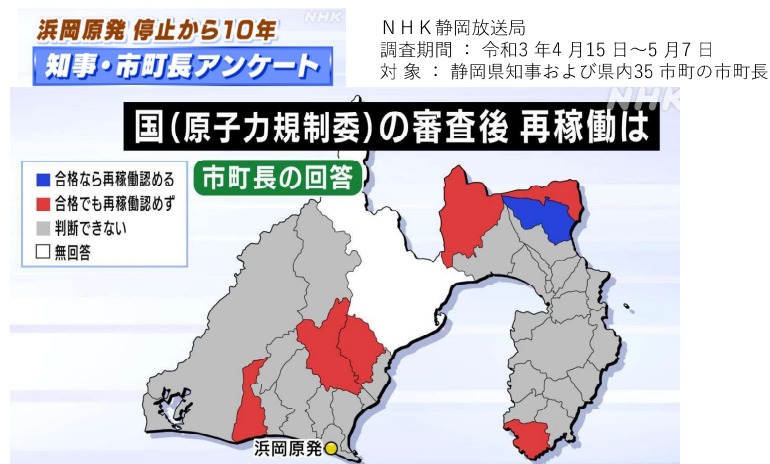 NHK
浜岡原発 停止から10年
知事・市町長アンケート
ＮＨＫ静岡放送局
調査期間 ： 令和3 年4 月15 日～5 月7 日
対 象 ： 静岡県知事および県内35 市町の市町長
NHK
国(原子力規制委)の審査後 再稼働は
市町長の回答
合格なら再稼働認める
合格でも再稼働認めず
判断できない
無回答
浜岡原発